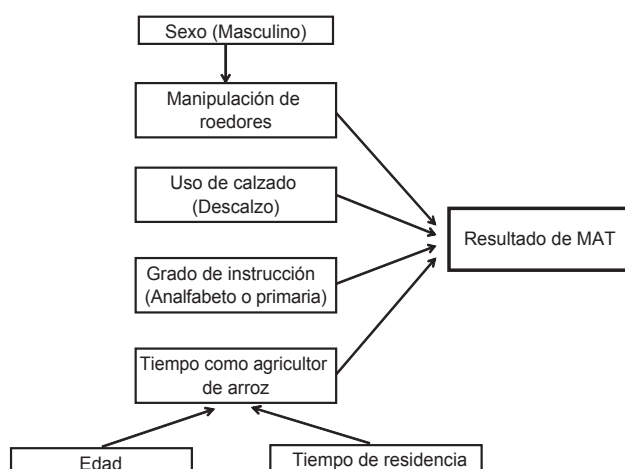 Sexo (Masculino)
Manipulación de
roedores
Uso de calzado
(Descalzo)
Resultado de MAT
Grado de instrucción
(Analfabeto o primaria)
Tiempo como agricultor
de arroz
Edad
Tiempo de residencia